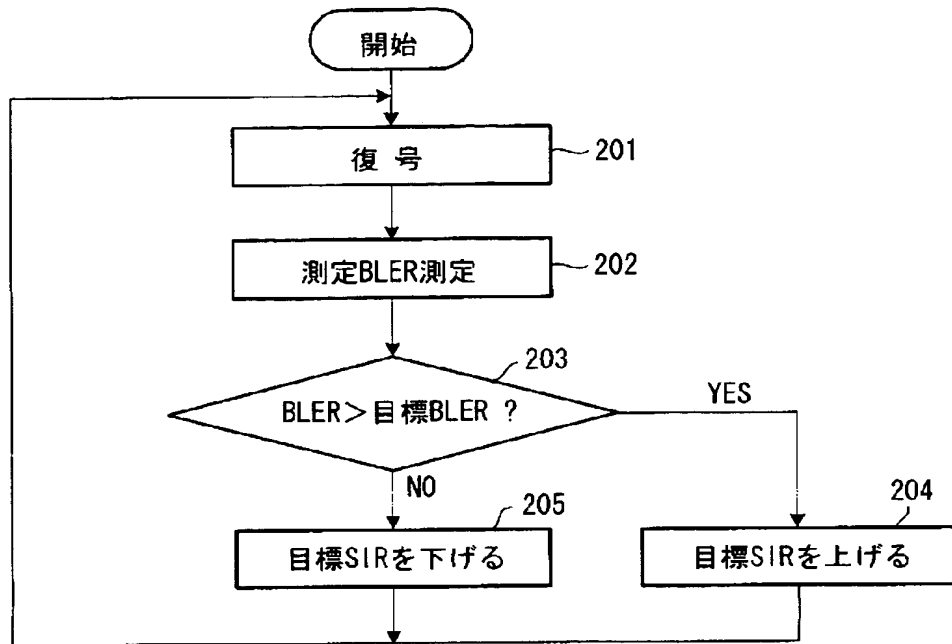 開始
復号
201
測定BLER測定
202
203
BLER＞目標BLER ?
YES
NO
205
204
目標SIRを下げる
目標SIRを上げる